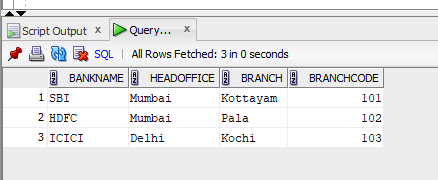 Script Output x Query... x
SQL | All Rows Fetched: 3 in 0 seconds
BANKNAME HEADOFFICE BRANCH BRANCHCODE
1 SBI Mumbai Kottayam 101
2 HDFC Mumbai Pala 102
3 ICICI Delhi Kochi 103